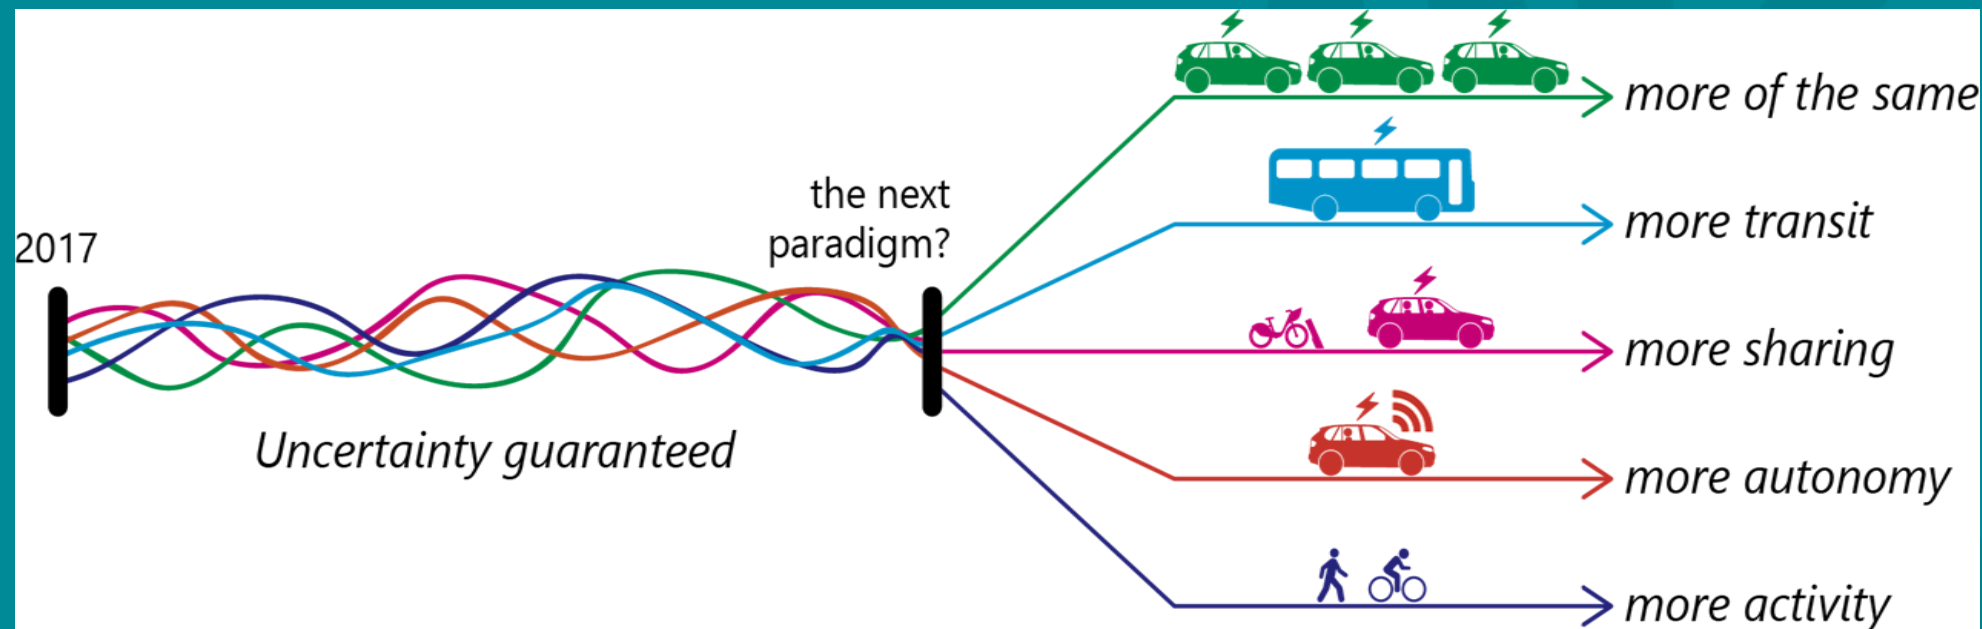 2017
the next
paradigm?
Uncertainty guaranteed
more of the same
more transit
more sharing
more autonomy
more activity